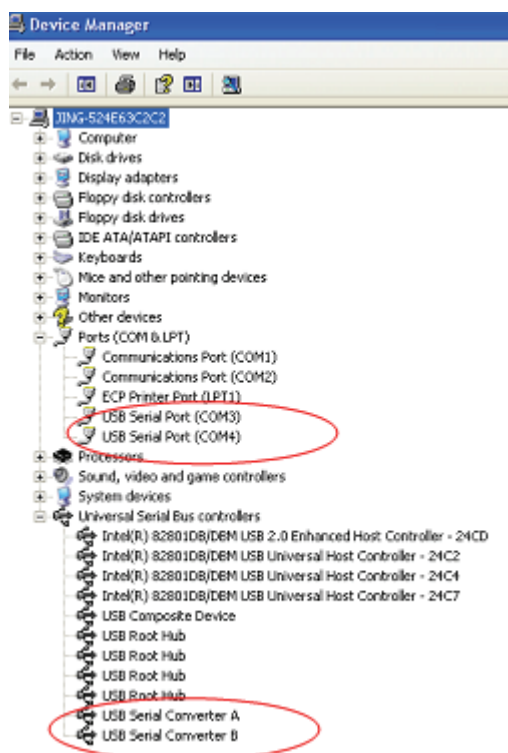 Device Manager
File Action View Help
JING-524E63C2C2
Computer
Disk drives
Display adapters
Floppy disk controllers
Floppy disk drives
IDE ATA/ATAPI controllers
Keyboards
Mice and other pointing devices
Monitors
Other devices
Ports (COM & LPT)
Communications Port (COM1)
Communications Port (COM2)
ECP Printer Port (LPT1)
USB Serial Port (COM3)
USB Serial Port (COM4)
Processors
Sound, video and game controllers
System devices
Universal Serial Bus controllers
Intel(R) 82801DB/DBM USB 2.0 Enhanced Host Controller - 24CD
Intel(R) 82801DB/DBM USB Universal Host Controller - 24C2
Intel(R) 82801DB/DBM USB Universal Host Controller - 24C4
Intel(R) 82801DB/DBM USB Universal Host Controller - 24C7
USB Composite Device
USB Root Hub
USB Root Hub
USB Root Hub
USB Root Hub
USB Serial Converter A
USB Serial Converter B